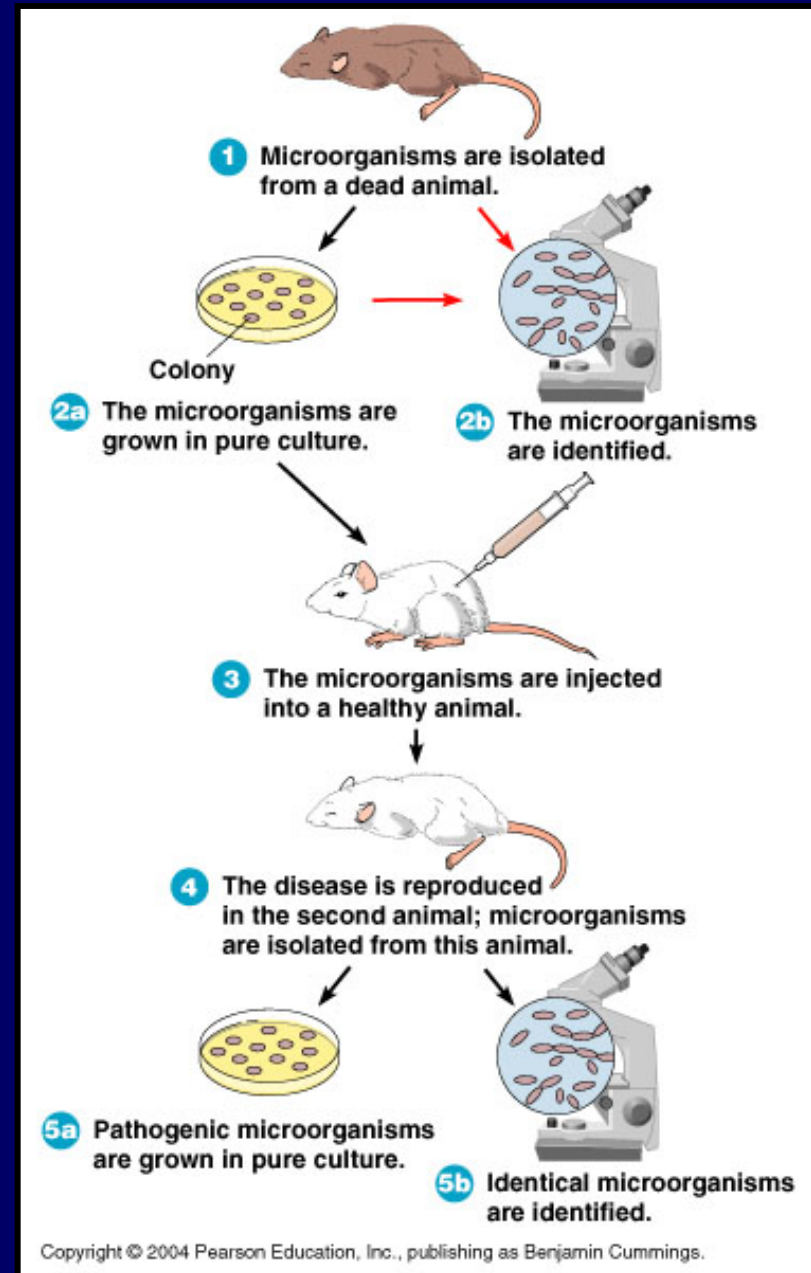 1 Microorganisms are isolated
from a dead animal.
Colony
2a The microorganisms are
grown in pure culture.
2b The microorganisms
are identified.
3 The microorganisms are injected
into a healthy animal.
4 The disease is reproduced
in the second animal; microorganisms
are isolated from this animal.
5a Pathogenic microorganisms
are grown in pure culture.
5b Identical microorganisms
are identified.
Copyright © 2004 Pearson Education, Inc., publishing as Benjamin Cummings.